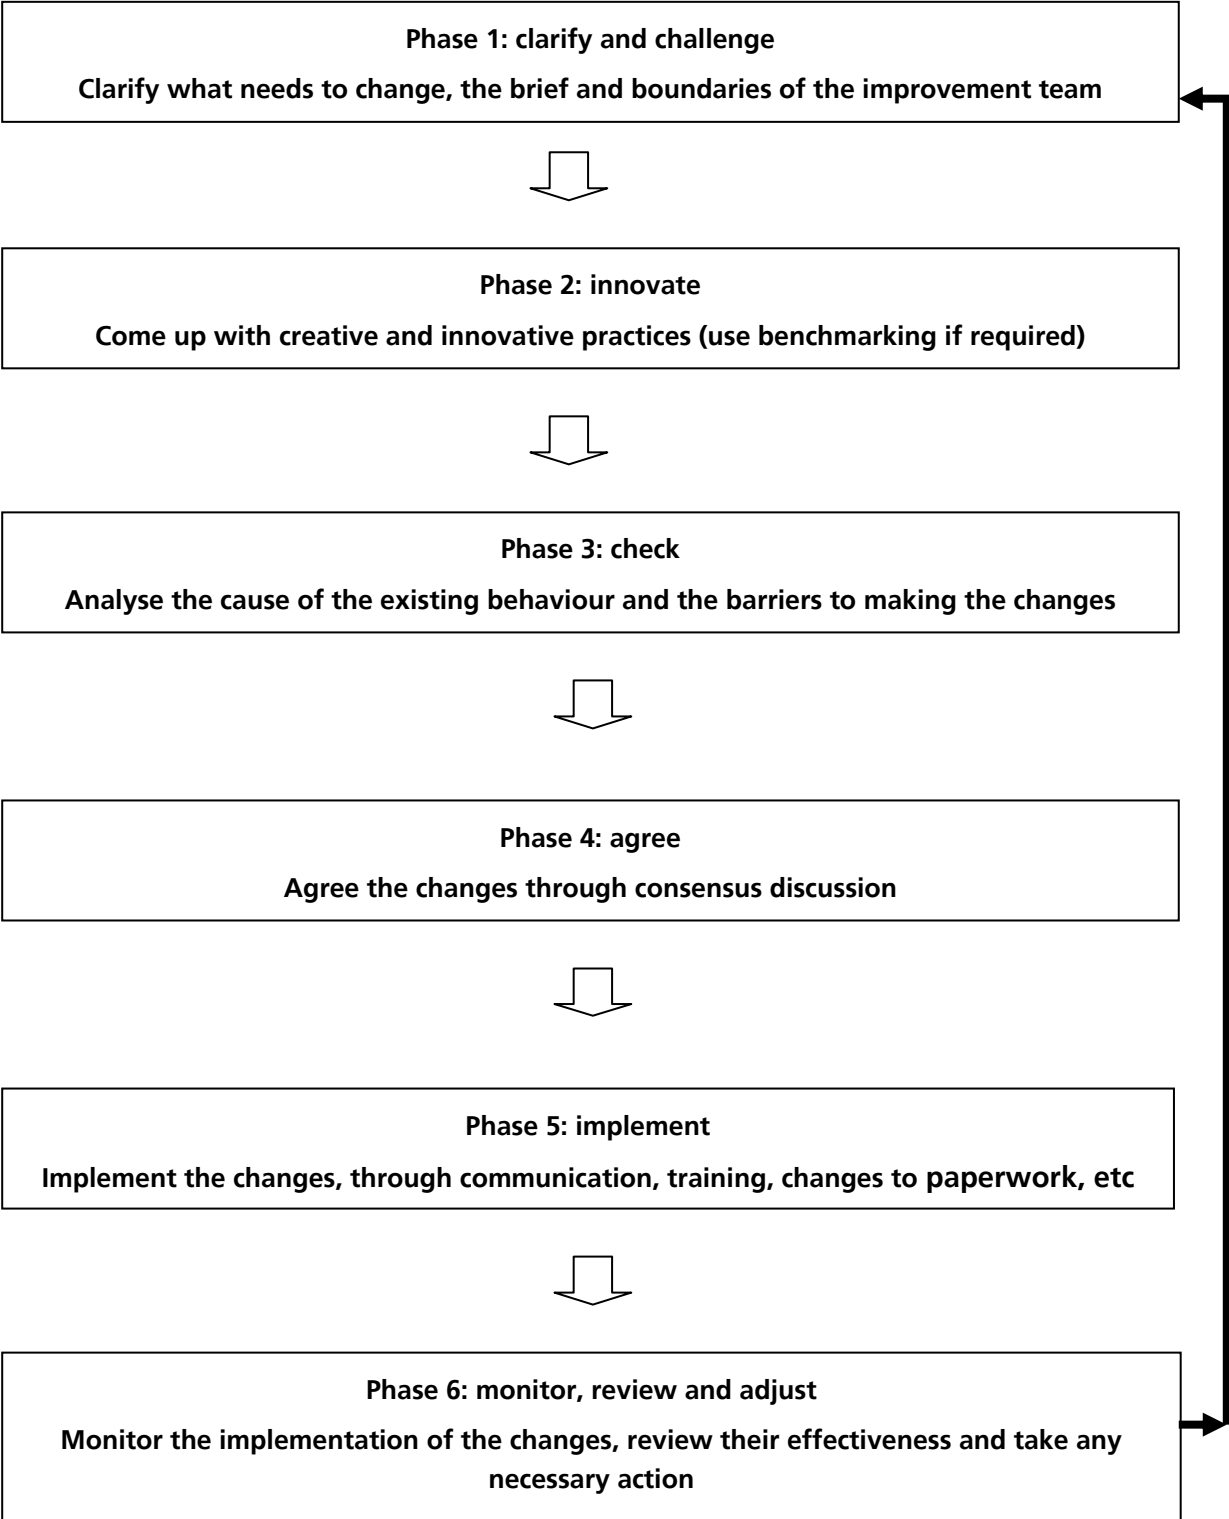 Phase 1: clarify and challenge
Clarify what needs to change, the brief and boundaries of the improvement team
Phase 2: innovate
Come up with creative and innovative practices (use benchmarking if required)
Phase 3: check
Analyse the cause of the existing behaviour and the barriers to making the changes
Phase 4: agree
Agree the changes through consensus discussion
Phase 5: implement
Implement the changes, through communication, training, changes to paperwork, etc
Phase 6: monitor, review and adjust
Monitor the implementation of the changes, review their effectiveness and take any
necessary action